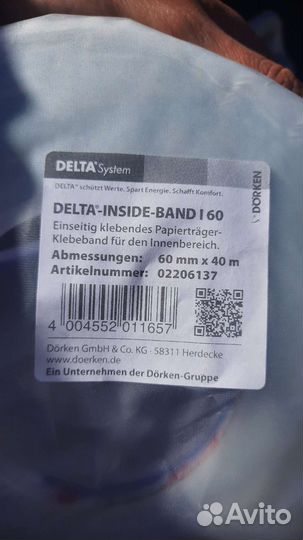 DELTA® System
DELTA® schützt Werte. Spart Energie. Schafft Komfort.
DÖRKEN
DELTA®-INSIDE-BAND I 60
Einseitig klebendes Papierträger-
Klebeband für den Innenbereich.
Abmessungen: 60 mm x 40 m
Artikelnummer: 02206137
4 004552 011657
Dörken GmbH & Co. KG · 58311 Herdecke
www.doerken.de
Ein Unternehmen der Dörken-Gruppe
Avito